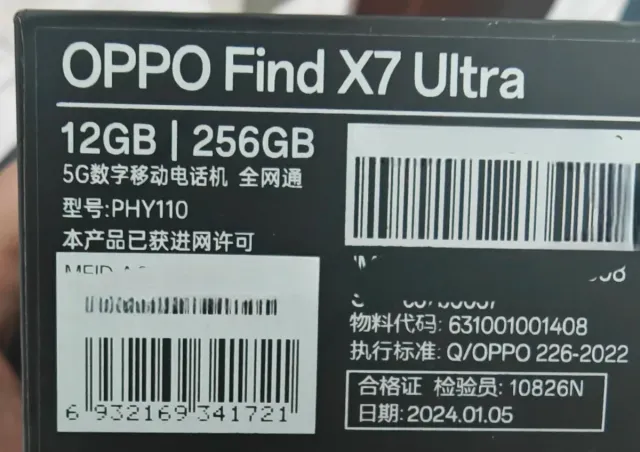 OPPO Find X7 Ultra
12GB | 256GB
5G数字移动电话机 全网通
型号:PHY110
本产品已获进网许可
物料代码: 631001001408
执行标准: Q/OPPO 226-2022
合格证 检验员: 10826N
日期: 2024.01.05
6 932169 341721